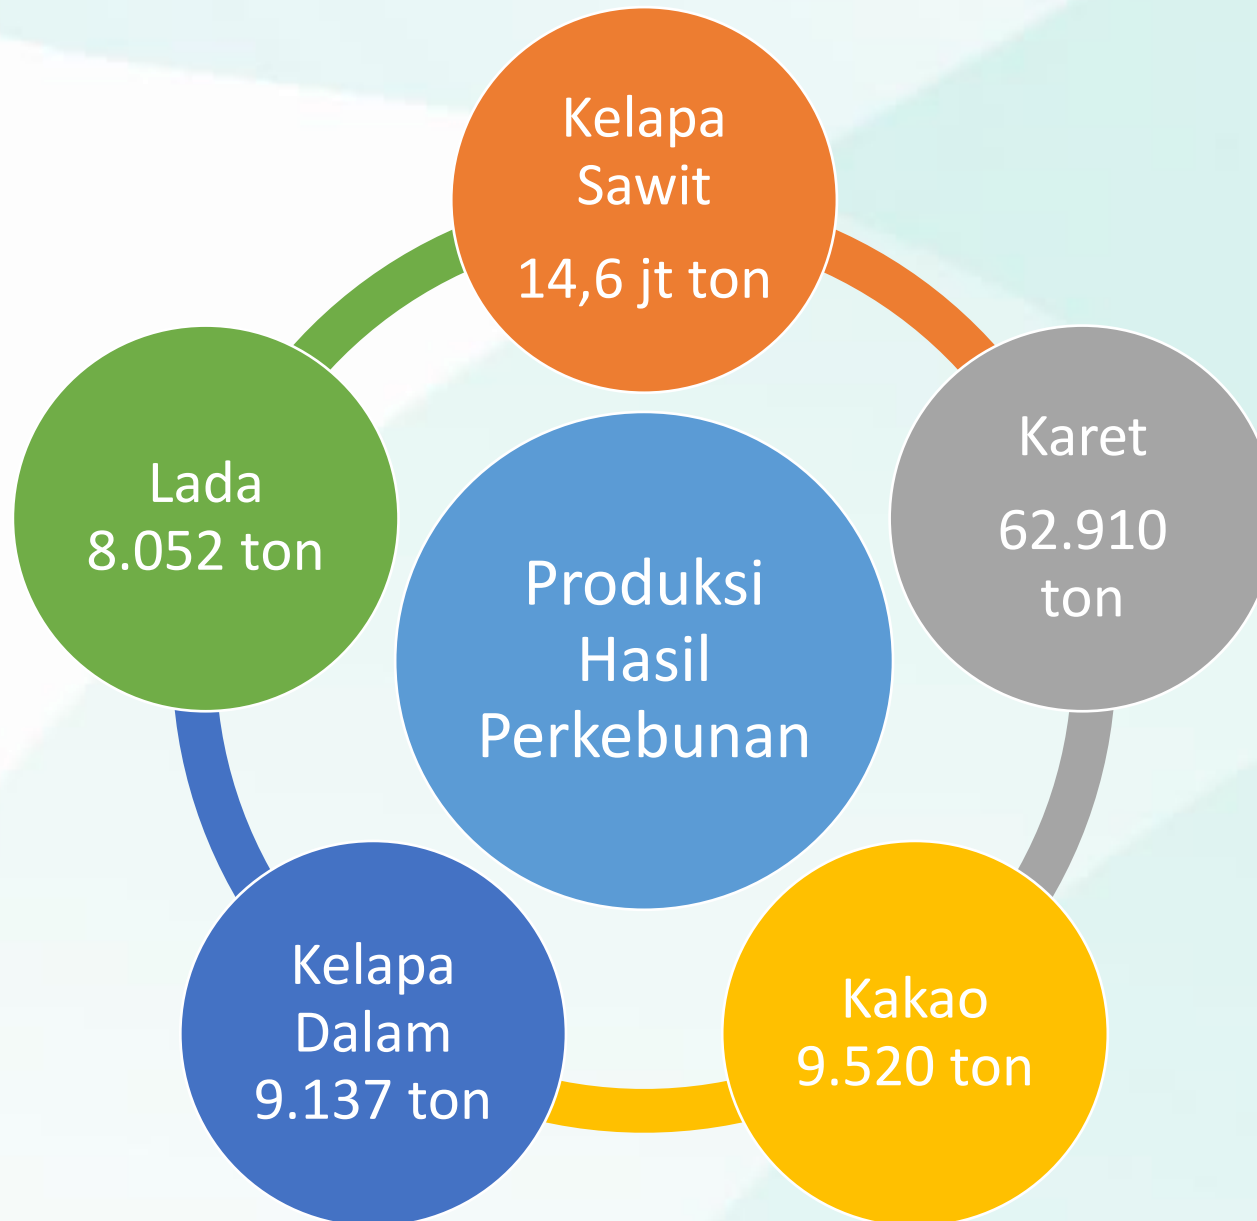 Kelapa
Sawit
14,6 jt ton
Karet
62.910
ton
Lada
8.052 ton
Produksi
Hasil
Perkebunan
Kelapa
Dalam
9.137 ton
Kakao
9.520 ton